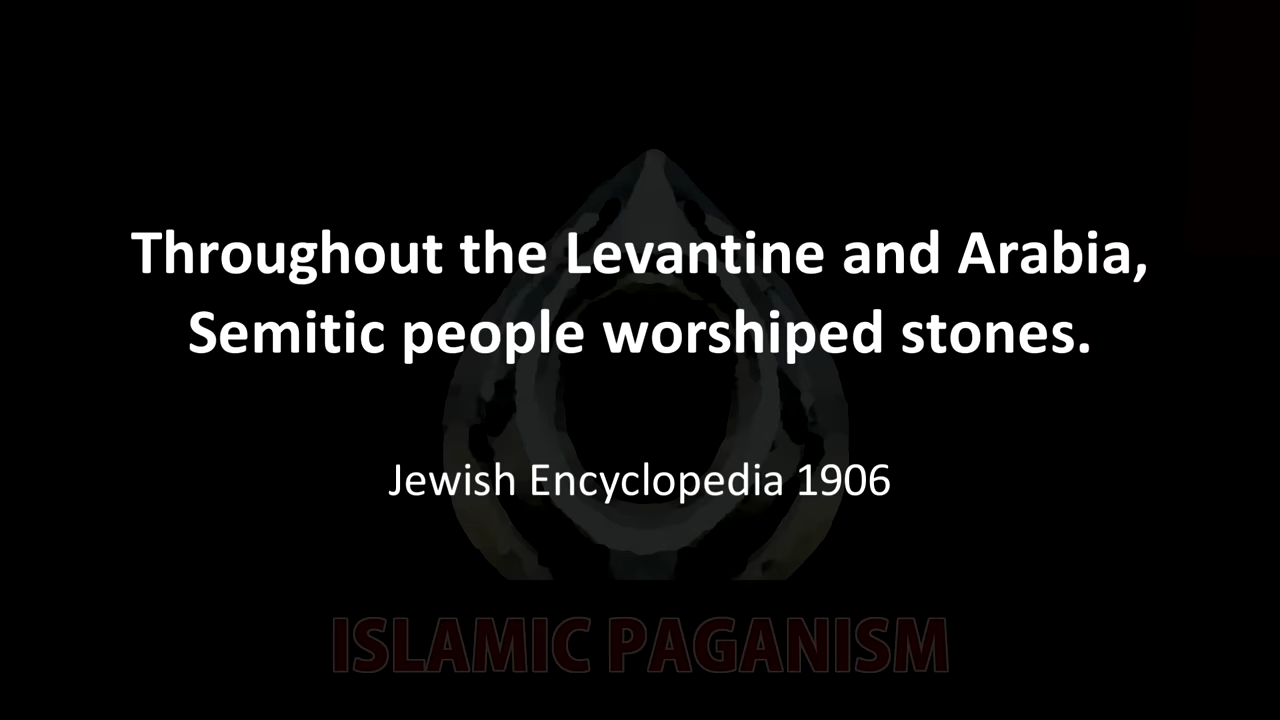 Throughout the Levantine and Arabia,
Semitic people worshiped stones.
Jewish Encyclopedia 1906
ISLAMIC PAGANISM